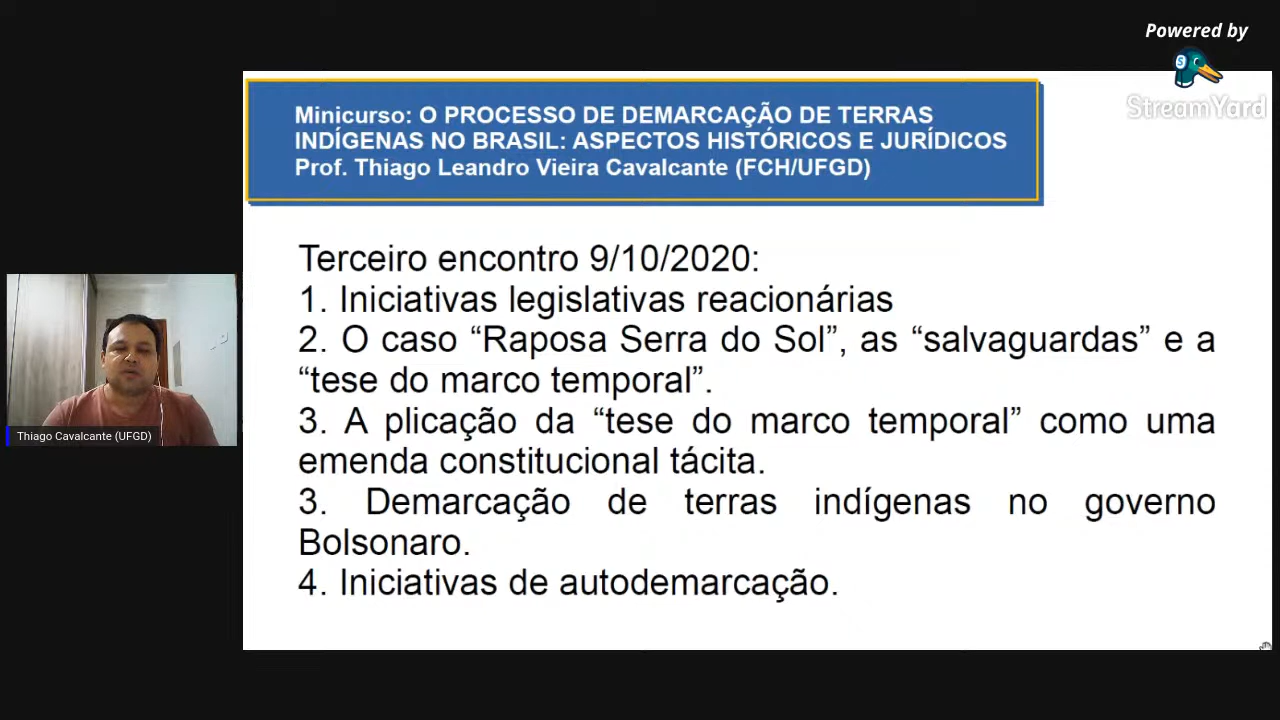 Powered by
StreamYard
Minicurso: O PROCESSO DE DEMARCAÇÃO DE TERRAS
INDÍGENAS NO BRASIL: ASPECTOS HISTÓRICOS E JURÍDICOS
Prof. Thiago Leandro Vieira Cavalcante (FCH/UFGD)
Terceiro encontro 9/10/2020:
1. Iniciativas legislativas reacionárias
2. O caso “Raposa Serra do Sol”, as “salvaguardas” e a
“tese do marco temporal”.
3. A plicação da “tese do marco temporal” como uma
emenda constitucional tácita.
3. Demarcação de terras indígenas no governo
Bolsonaro.
4. Iniciativas de autodemarcação.
Thiago Cavalcante (UFGD)